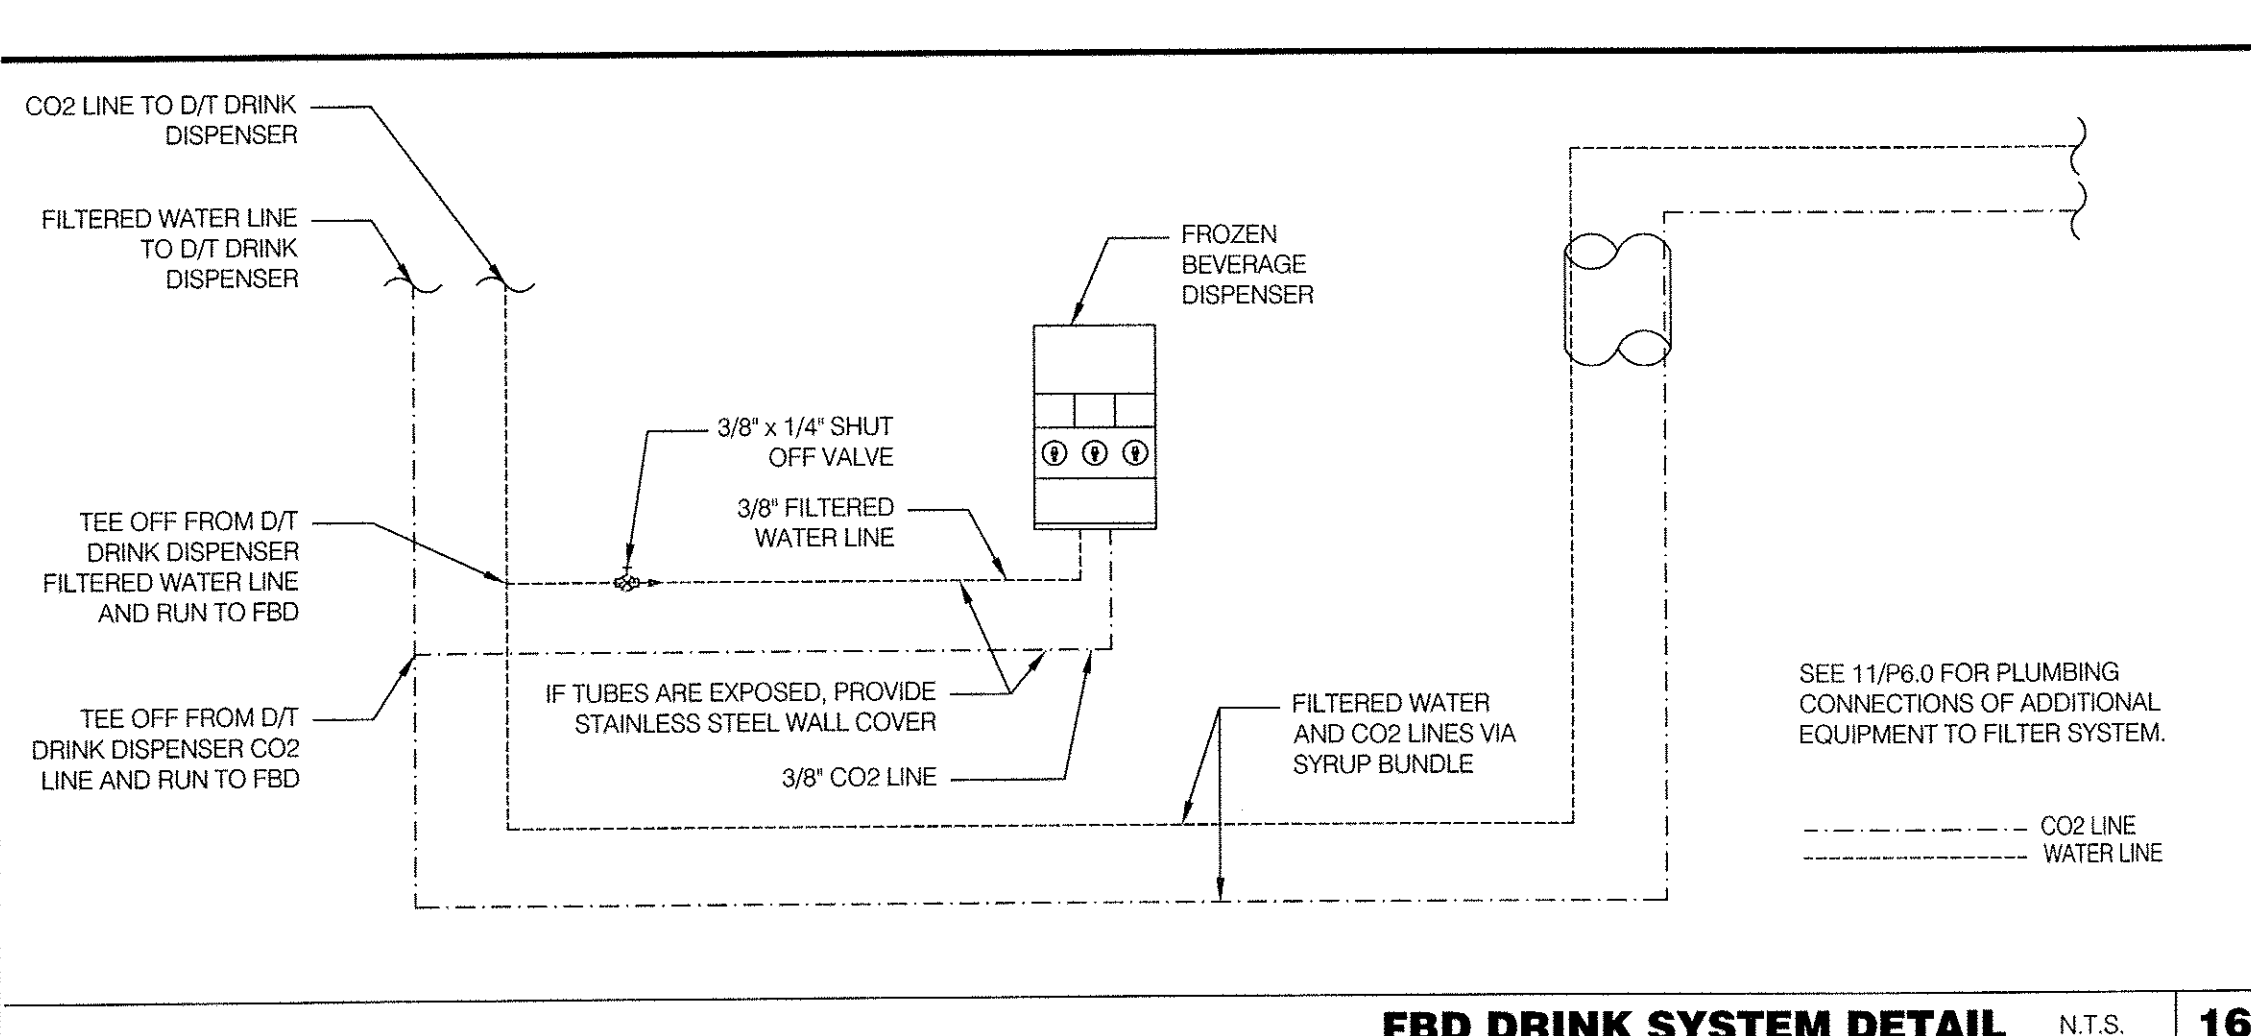 CO2 LINE TO D/T DRINK
DISPENSER
FILTERED WATER LINE
TO D/T DRINK
DISPENSER
FROZEN
BEVERAGE
DISPENSER
3/8" x 1/4" SHUT
OFF VALVE
3/8" FILTERED
WATER LINE
TEE OFF FROM D/T
DRINK DISPENSER
FILTERED WATER LINE
AND RUN TO FBD
TEE OFF FROM D/T
DRINK DISPENSER CO2
LINE AND RUN TO FBD
IF TUBES ARE EXPOSED, PROVIDE
STAINLESS STEEL WALL COVER
3/8" CO2 LINE
FILTERED WATER
AND CO2 LINES VIA
SYRUP BUNDLE
SEE 11/P6.0 FOR PLUMBING
CONNECTIONS OF ADDITIONAL
EQUIPMENT TO FILTER SYSTEM.
CO2 LINE
WATER LINE
FBD DRINK SYSTEM DETAIL N.T.S. 16